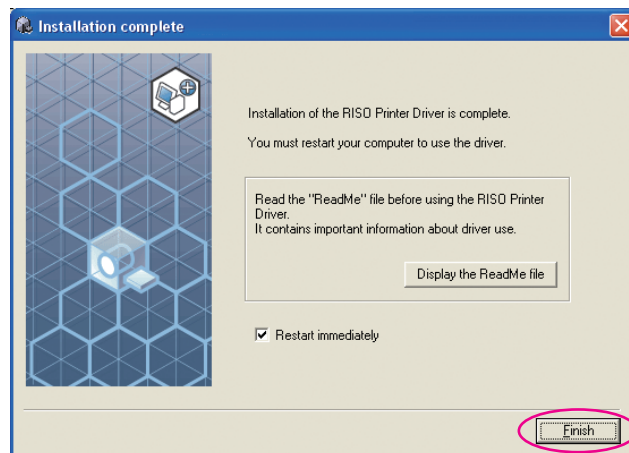 Installation complete
Installation of the RISO Printer Driver is complete.
You must restart your computer to use the driver.
Read the "ReadMe" file before using the RISO Printer
Driver.
It contains important information about driver use.
Display the ReadMe file
Restart immediately
Finish